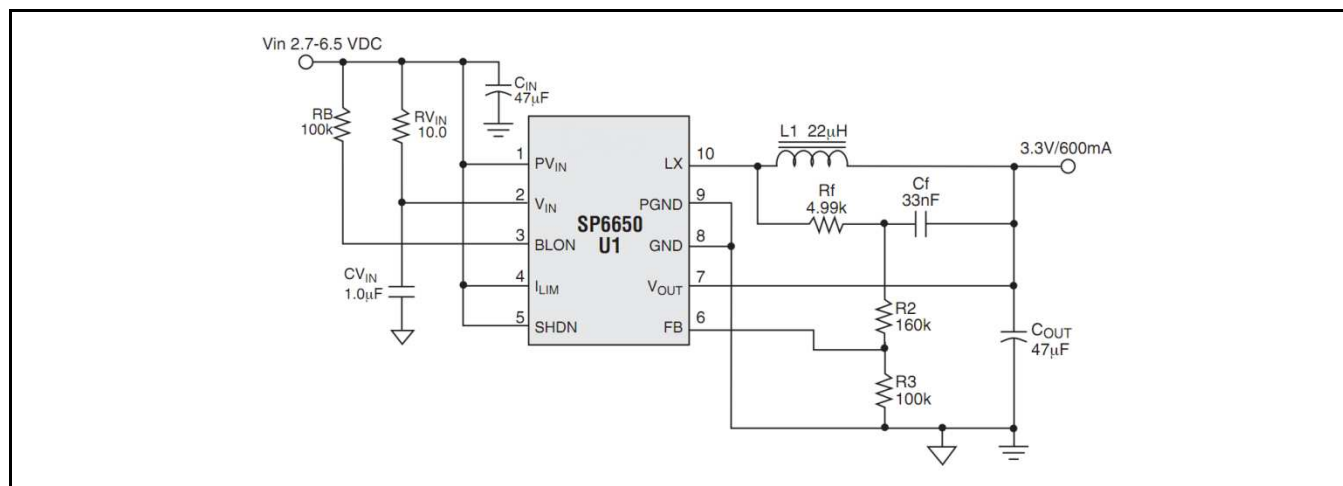 Vin 2.7-6.5 VDC
RB
100k
RVIN
10.0
CIN
47μF
CVIN
1.0μF
1
PVIN
2
VIN
3
BLON
4
ILIM
5
SHDN
SP6650
U1
LX
10
PGND
9
GND
8
VOUT
7
FB
6
L1 22μH
Rf
4.99k
Cf
33nF
3.3V/600mA
R2
160k
R3
100k
COUT
47μF